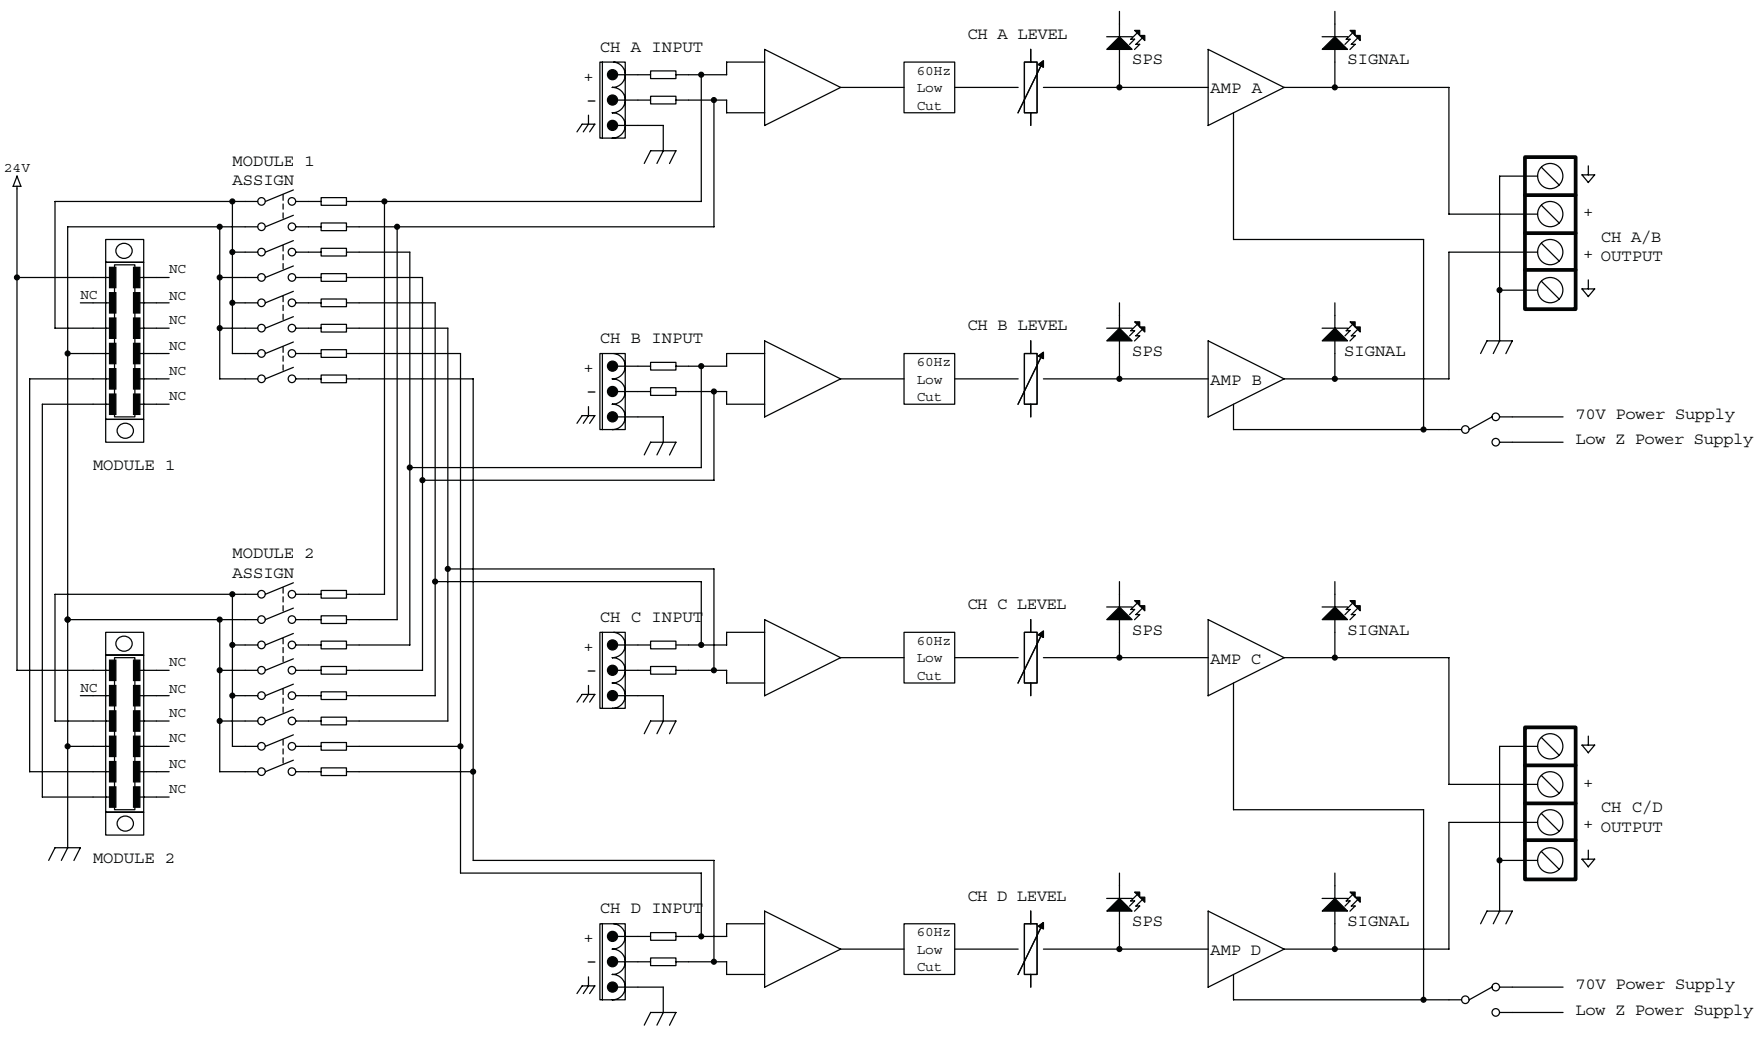 CH A INPUT
+
−
CH A LEVEL
60Hz
Low
Cut
SPS
AMP A
SIGNAL
24V
MODULE 1
ASSIGN
NC
NC
NC
NC
NC
NC
NC
MODULE 1
+
CH A/B
+ OUTPUT
CH B INPUT
+
−
CH B LEVEL
60Hz
Low
Cut
SPS
AMP B
SIGNAL
70V Power Supply
Low Z Power Supply
MODULE 2
ASSIGN
NC
NC
NC
NC
NC
NC
NC
MODULE 2
CH C INPUT
+
−
CH C LEVEL
60Hz
Low
Cut
SPS
AMP C
SIGNAL
+
CH C/D
+ OUTPUT
CH D INPUT
+
−
CH D LEVEL
60Hz
Low
Cut
SPS
AMP D
SIGNAL
70V Power Supply
Low Z Power Supply